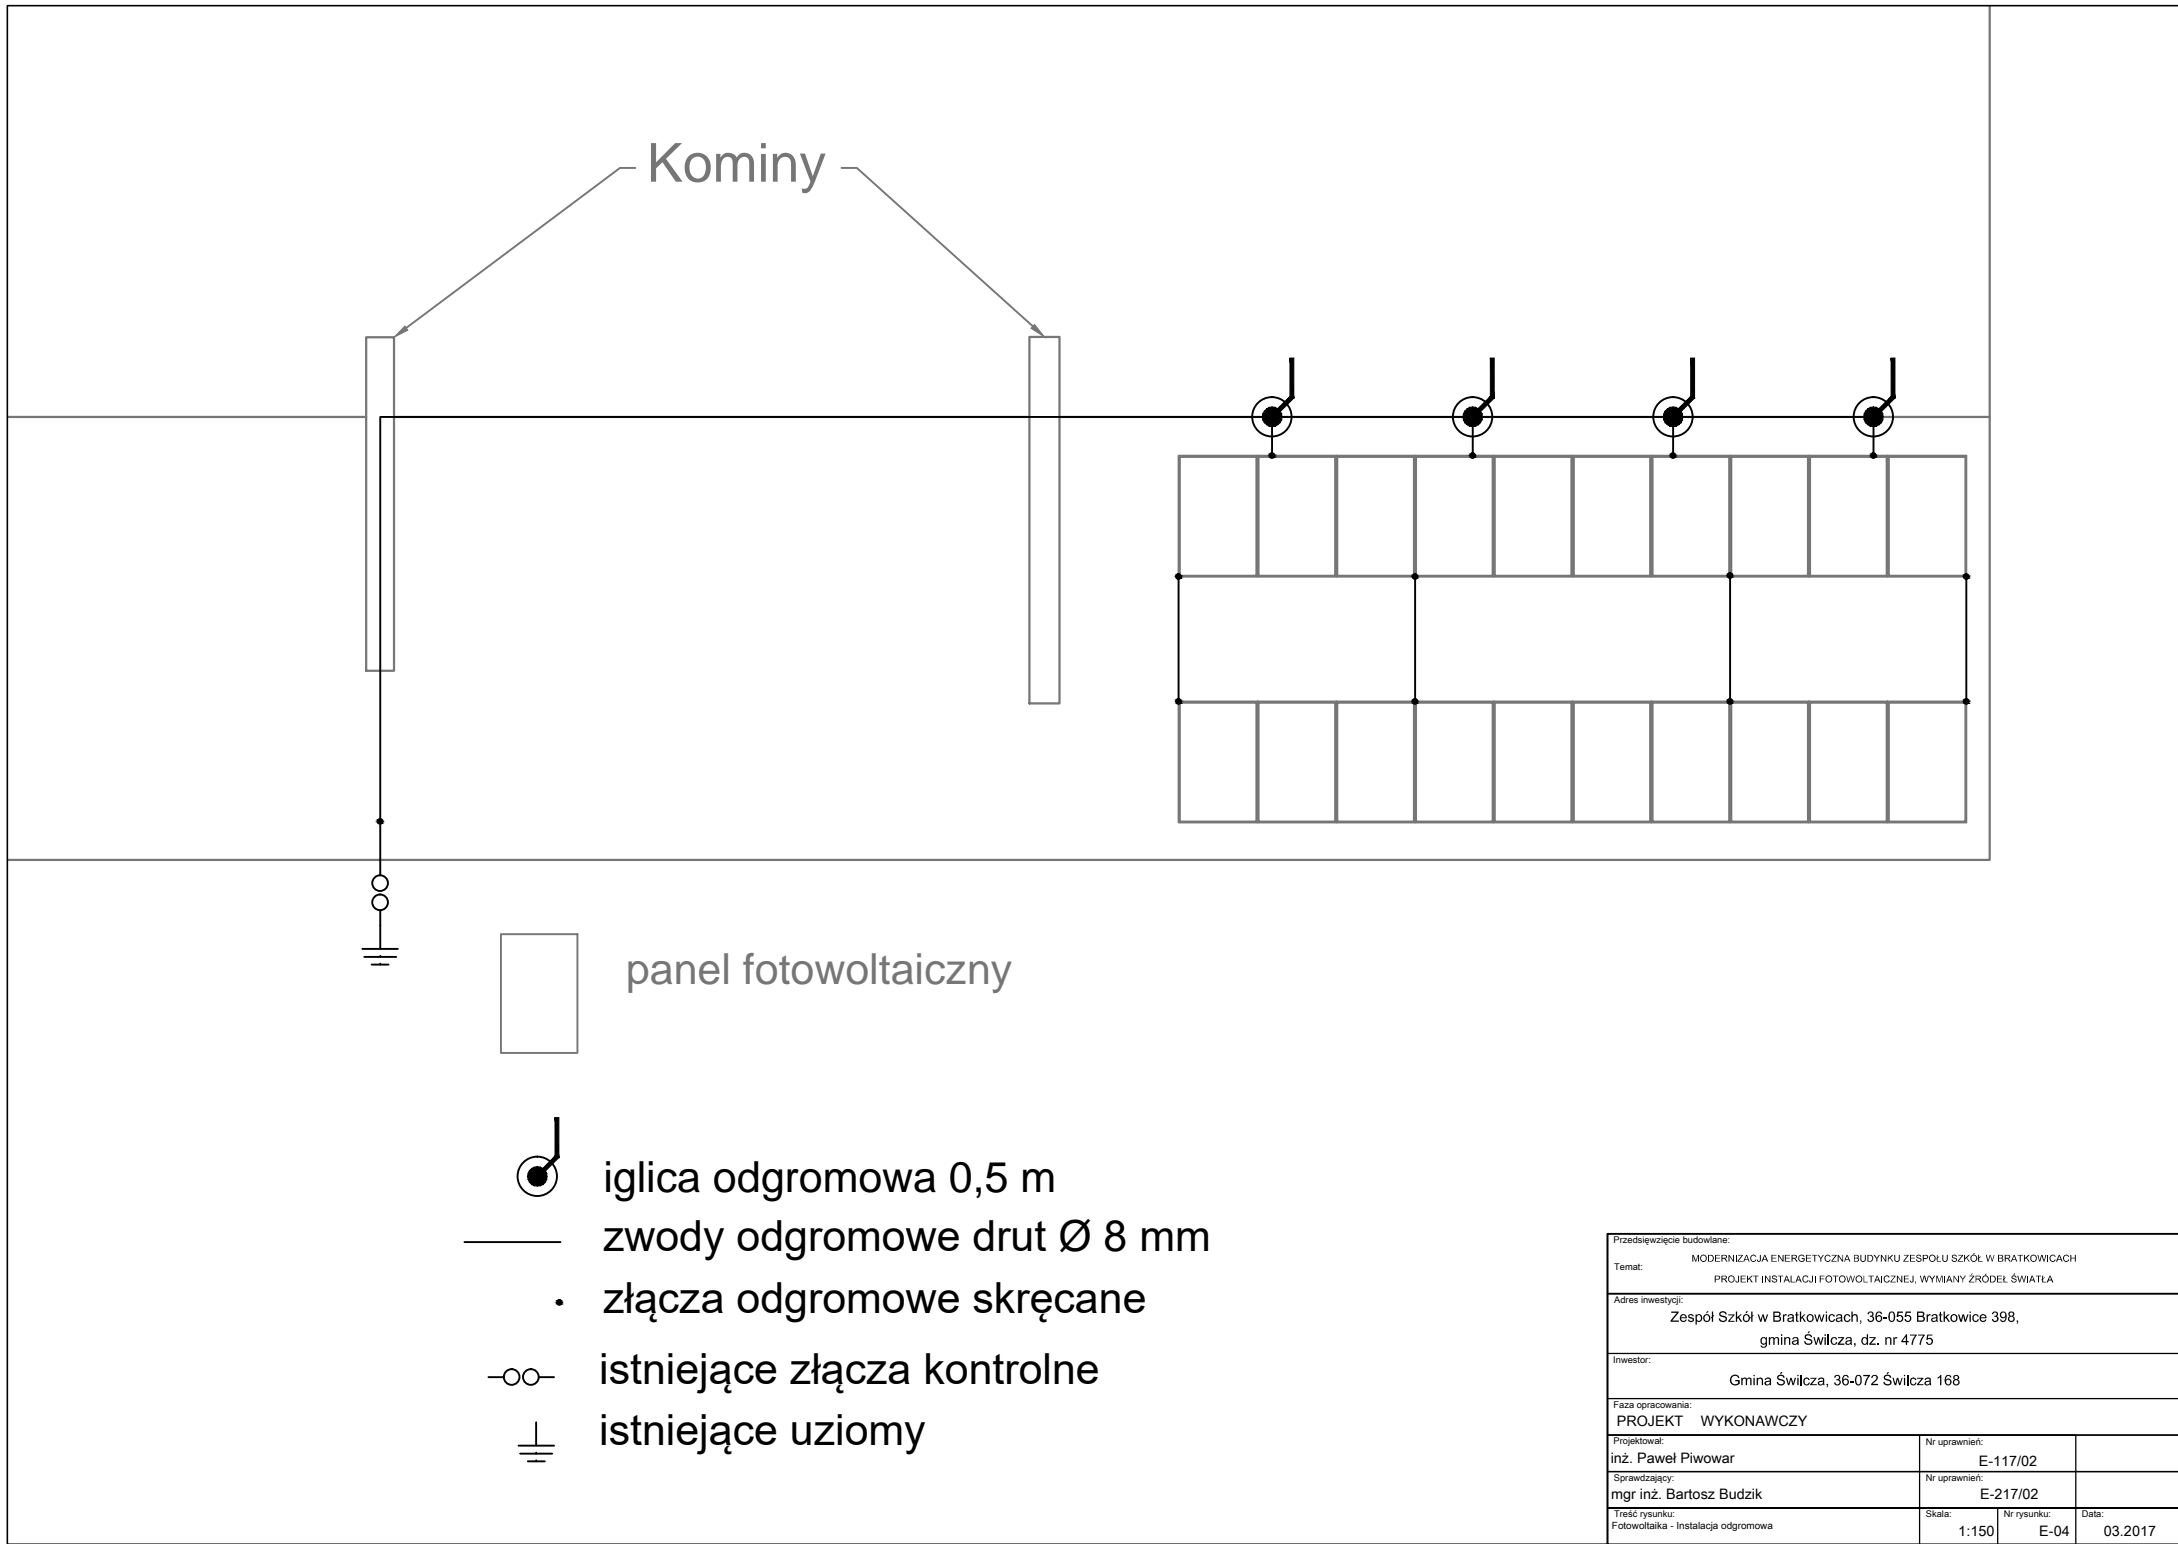 Kominy
panel fotowoltaiczny
iglica odgromowa 0,5 m
zwody odgromowe drut Ø 8 mm
złącza odgromowe skręcane
istniejące złącza kontrolne
istniejące uziomy
Przedsięwzięcie budowlane:
MODERNIZACJA ENERGETYCZNA BUDYNKU ZESPOŁU SZKÓŁ W BRATKOWICACH
Temat:
PROJEKT INSTALACJI FOTOWOLTAICZNEJ, WYMIANY ŹRÓDEŁ ŚWIATŁA
Adres inwestycji:
Zespół Szkół w Bratkowicach, 36-055 Bratkowice 398,
gmina Świlcza, dz. nr 4775
Inwestor:
Gmina Świlcza, 36-072 Świlcza 168
Faza opracowania:
PROJEKT WYKONAWCZY
Projektował: Nr uprawnień:
inż. Paweł Piwowar E-117/02
Sprawdzający: Nr uprawnień:
mgr inż. Bartosz Budzik E-217/02
Treść rysunku: Skala: Nr rysunku: Data:
Fotowoltaika - Instalacja odgromowa 1:150 E-04 03.2017